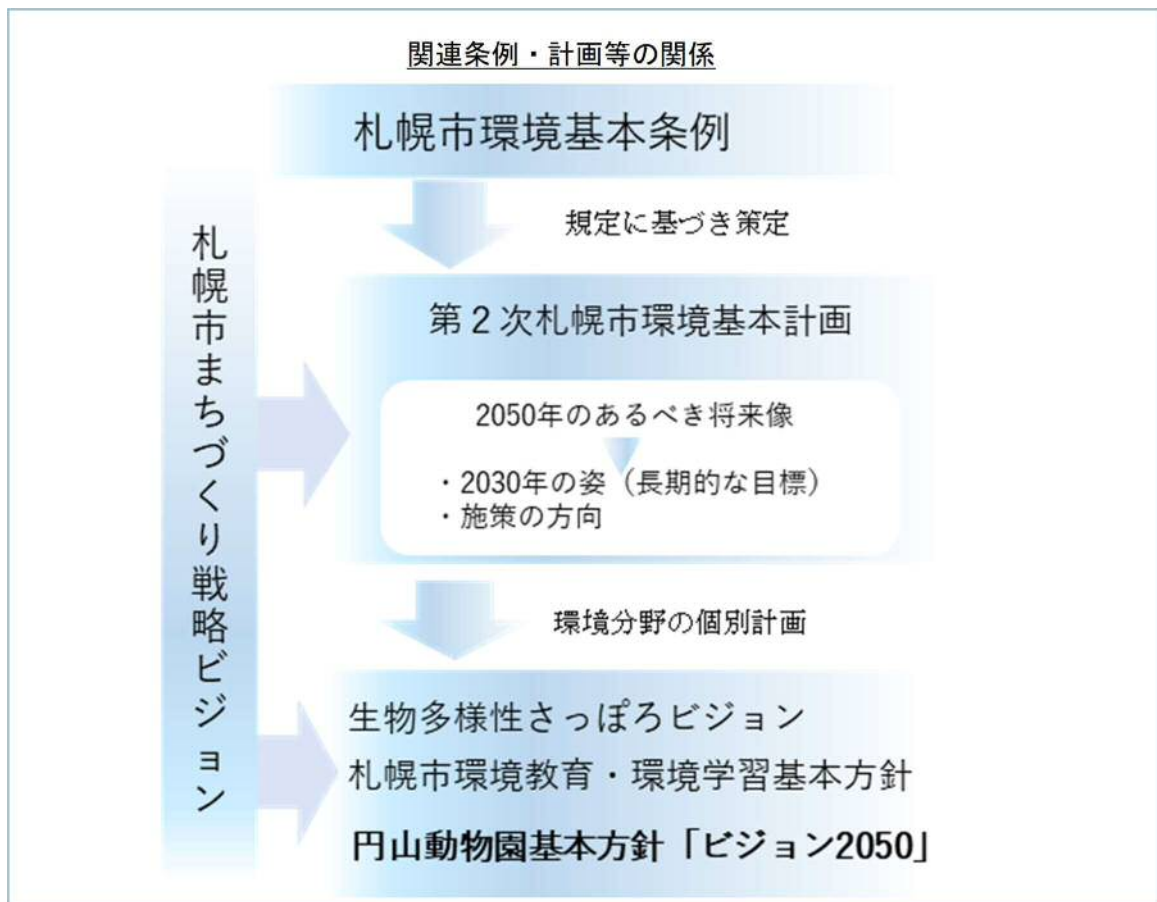 関連条例・計画等の関係
札幌市環境基本条例
規定に基づき策定
札幌市まちづくり戦略ビジョン
第２次札幌市環境基本計画
2050年のあるべき将来像
・2030年の姿（長期的な目標）
・施策の方向
環境分野の個別計画
生物多様性さっぽろビジョン
札幌市環境教育・環境学習基本方針
円山動物園基本方針「ビジョン2050」